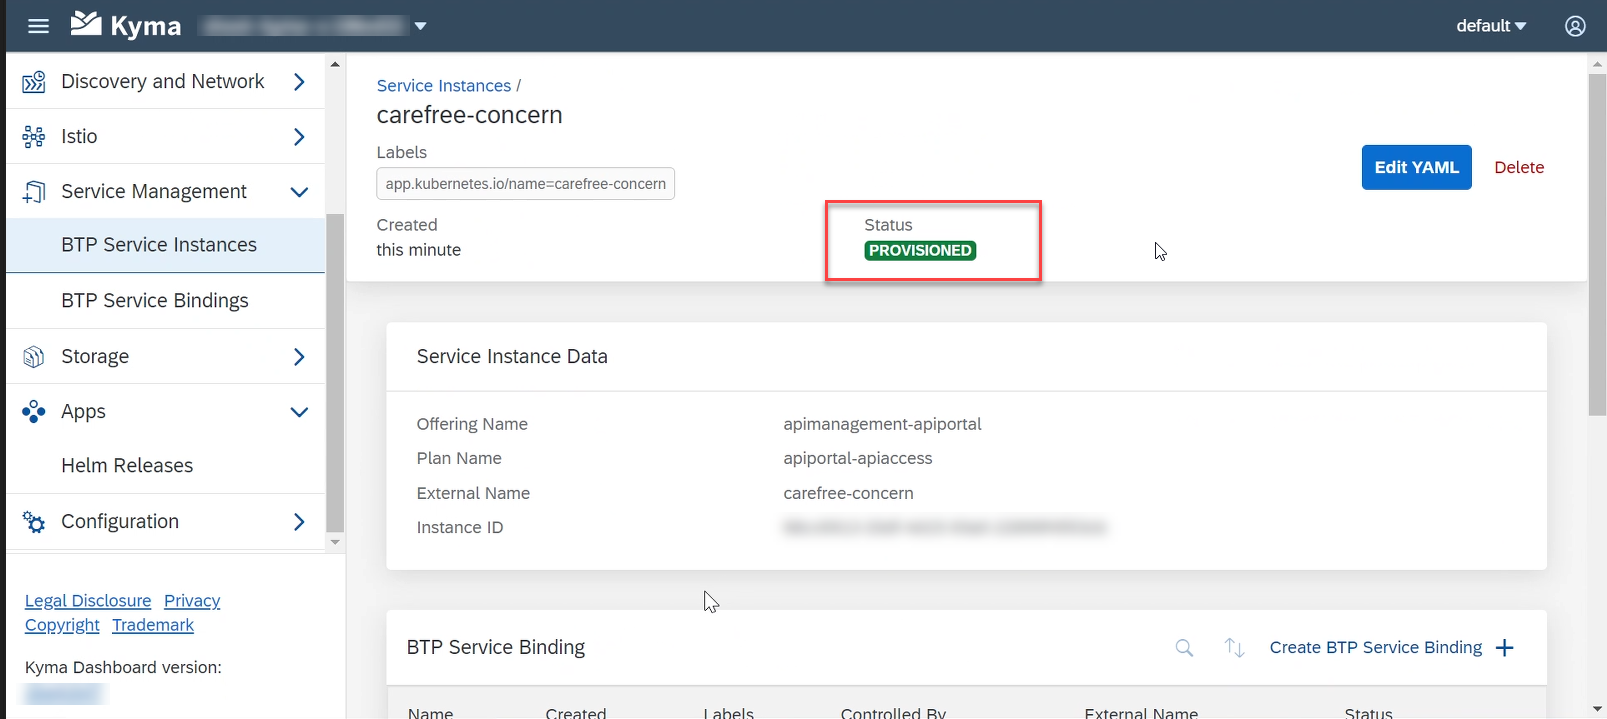 Kyma
default
Discovery and Network
Istio
Service Management
BTP Service Instances
BTP Service Bindings
Storage
Apps
Helm Releases
Configuration
Legal Disclosure Privacy
Copyright Trademark
Kyma Dashboard version:
Service Instances /
carefree-concern
Labels
app.kubernetes.io/name=carefree-concern
Edit YAML Delete
Created Status
this minute PROVISIONED
Service Instance Data
Offering Name apimanagement-apiportal
Plan Name apiportal-apiaccess
External Name carefree-concern
Instance ID
BTP Service Binding Create BTP Service Binding +
Name Created Labels Controlled By External Name Status